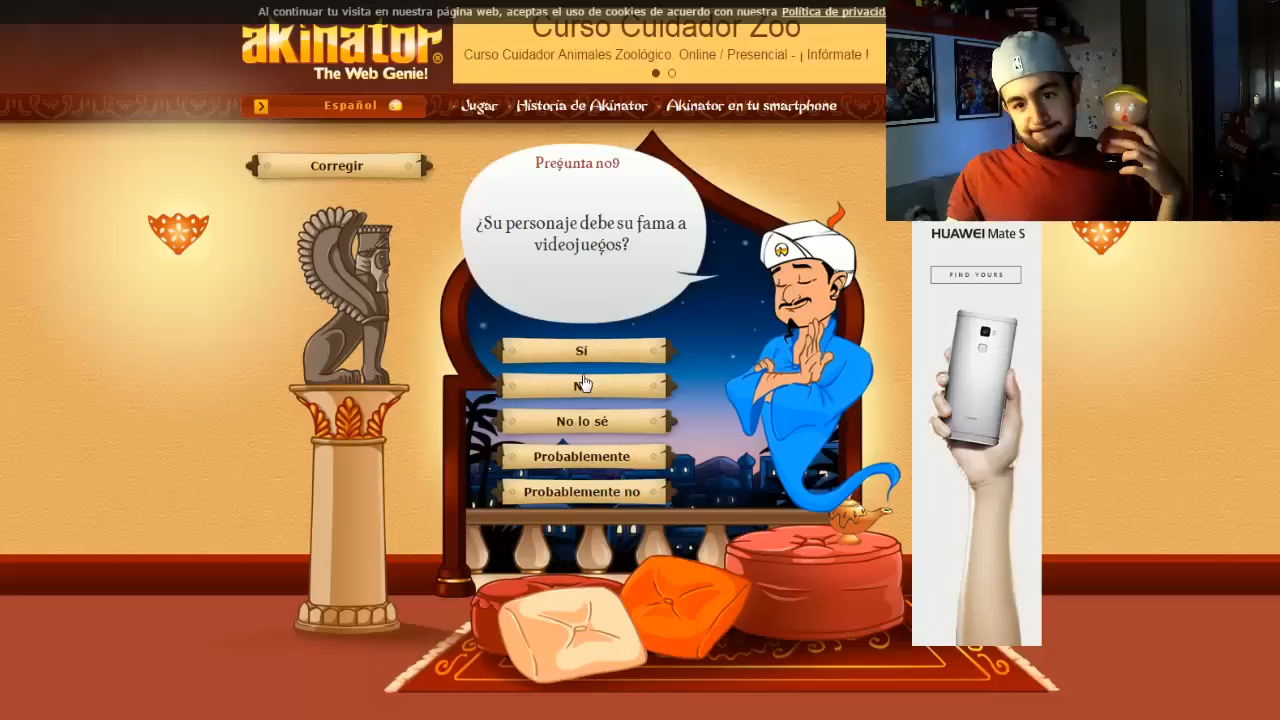 Al continuar tu visita en nuestra página web, aceptas el uso de cookies de acuerdo con nuestra Política de privacid
akinator®
The Web Genie!
Curso Cuidador Zoo
Curso Cuidador Animales Zoológico. Online / Presencial - ¡ Infórmate !
Español
Jugar
Historia de Akinator
Akinator en tu smartphone
Corregir
Pregunta nº9
¿Su personaje debe su fama a
videojuegos?
Sí
No lo sé
Probablemente
Probablemente no
HUAWEI Mate S
FIND YOURS